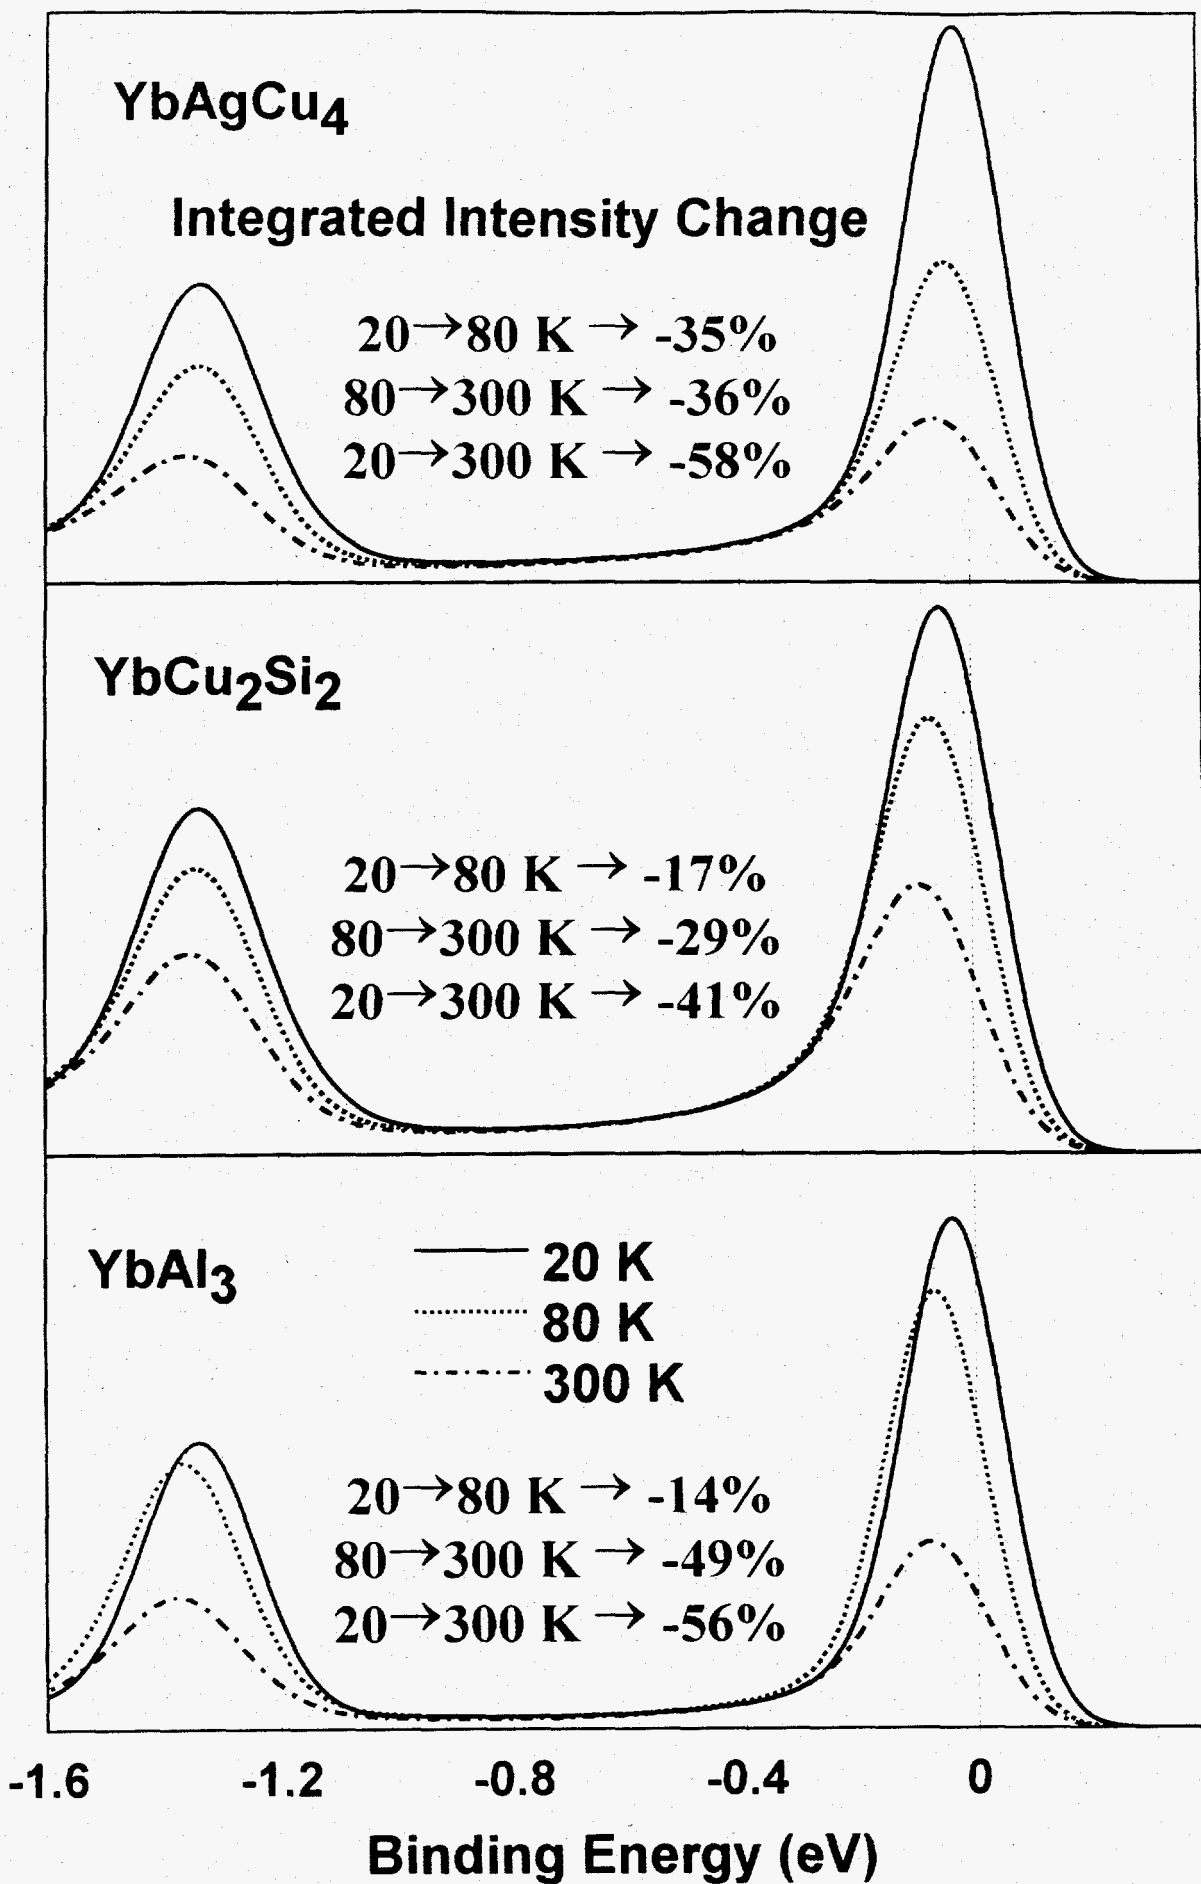 YbAgCu4
Integrated Intensity Change
20→80 K → -35%
80→300 K → -36%
20→300 K → -58%
YbCu2Si2
20→80 K → -17%
80→300 K → -29%
20→300 K → -41%
YbAl3
20 K
80 K
300 K
20→80 K → -14%
80→300 K → -49%
20→300 K → -56%
-1.6 -1.2 -0.8 -0.4 0
Binding Energy (eV)